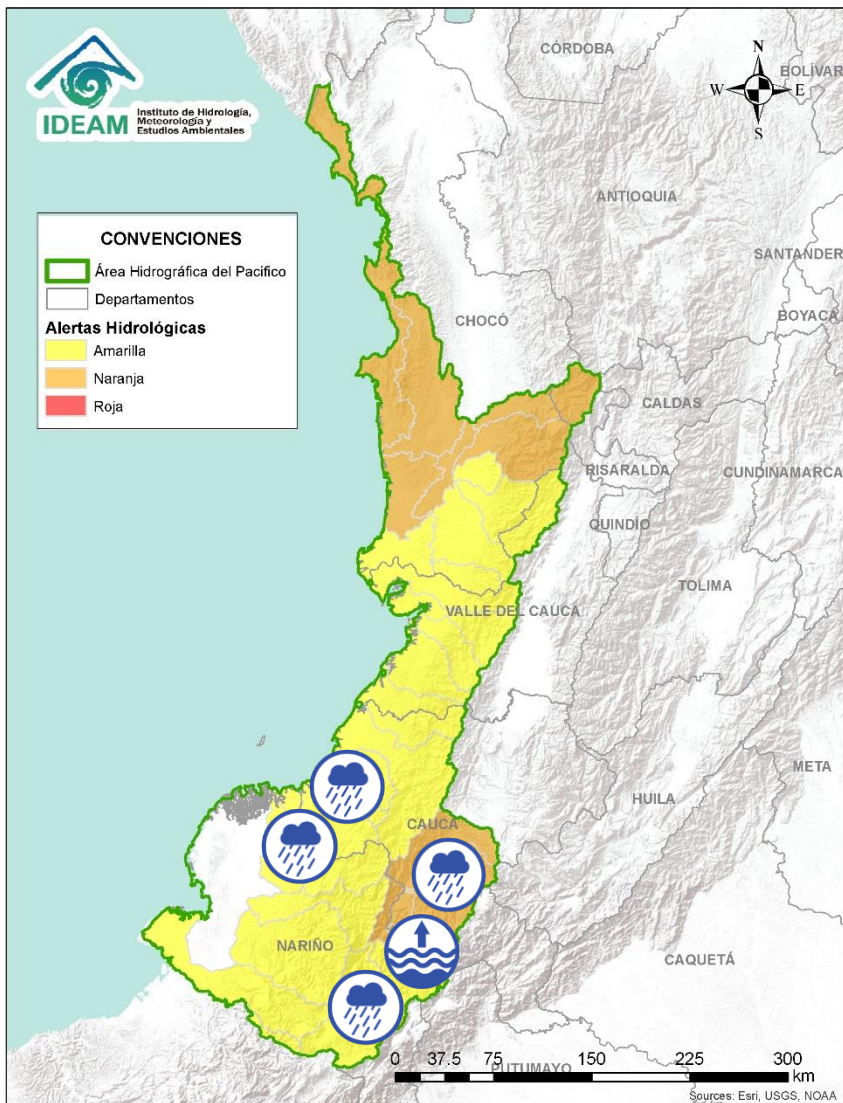 IDEAM
Instituto de Hidrología,
Meteorología y
Estudios Ambientales
N
W
E
S
CÓRDOBA
BOLÍVAR
ANTIOQUIA
SANTANDER
BOYACÁ
CHOCÓ
CALDAS
RISARALDA
CUNDINAMARCA
QUINDÍO
TOLIMA
VALLE DEL CAUCA
META
HUILA
CAUCA
NARIÑO
CAQUETÁ
PUTUMAYO
CONVENCIONES
Área Hidrográfica del Pacifico
Departamentos
Alertas Hidrológicas
Amarilla
Naranja
Roja
0 37.5 75 150 225 300
km
Sources: Esri, USGS, NOAA